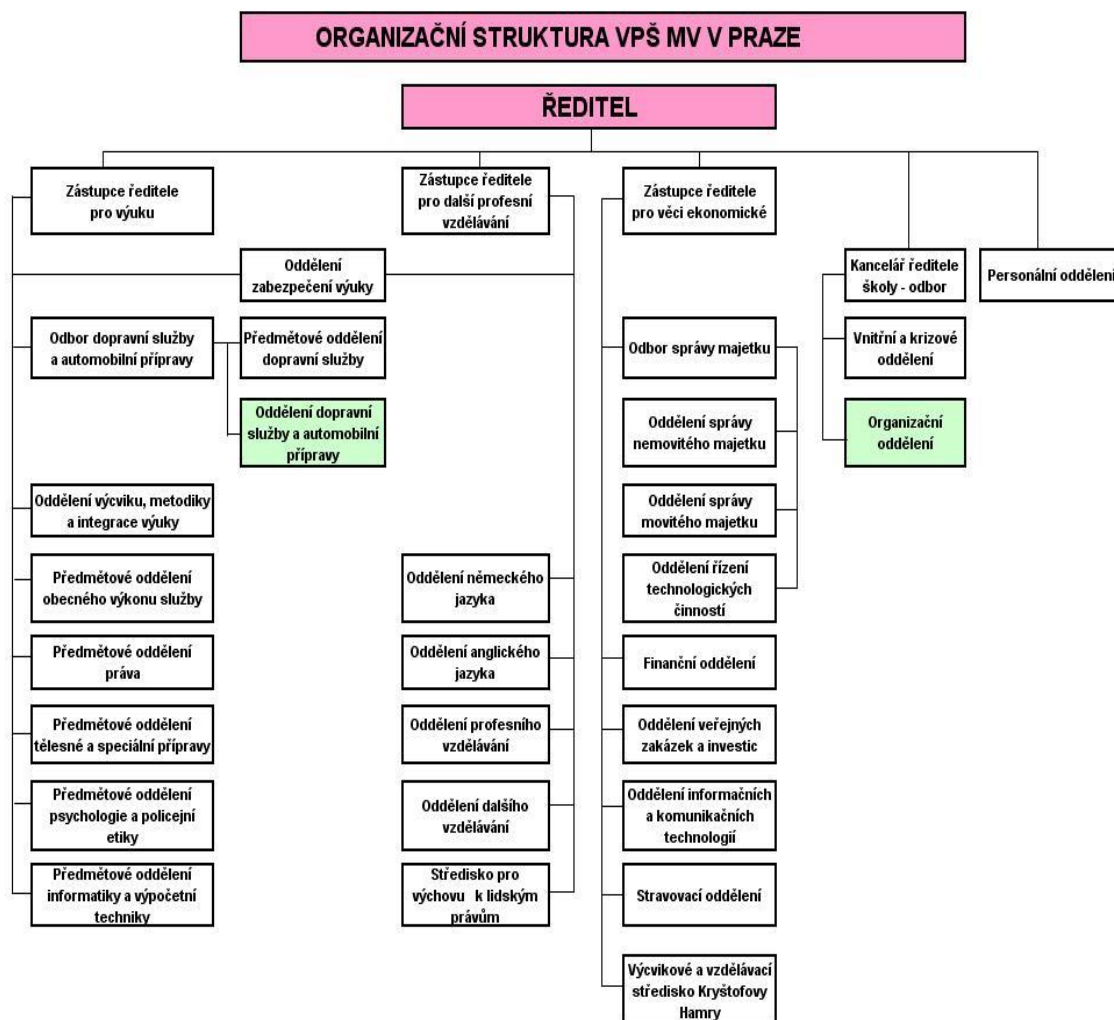 ORGANIZAČNÍ STRUKTURA VPŠ MV V PRAZE
ŘEDITEL
Zástupce ředitele
pro výuku
Zástupce ředitele
pro další profesní
vzdělávání
Zástupce ředitele
pro věci ekonomické
Oddělení
zabezpečení výuky
Kancelář ředitele
školy - odbor
Personální oddělení
Odbor dopravní služby
a automobilní přípravy
Předmětové oddělení
dopravní služby
Odbor správy majetku
Vnitřní a krizové
oddělení
Oddělení dopravní
služby a automobilní
přípravy
Oddělení správy
nemovitého majetku
Organizační
oddělení
Oddělení výcviku, metodiky
a integrace výuky
Oddělení správy
movitého majetku
Předmětové oddělení
obecného výkonu služby
Oddělení německého
jazyka
Oddělení řízení
technologických
činností
Předmětové oddělení
práva
Oddělení anglického
jazyka
Finanční oddělení
Předmětové oddělení
tělesné a speciální přípravy
Oddělení profesního
vzdělávání
Oddělení veřejných
zakázek a investic
Předmětové oddělení
psychologie a policejní
etiky
Oddělení dalšího
vzdělávání
Oddělení informačních
a komunikačních
technologií
Předmětové oddělení
informatiky a výpočetní
techniky
Středisko pro
výchovu k lidským
právům
Stravovací oddělení
Výcvikové a vzdělávací
středisko Kryštofovy
Hamry